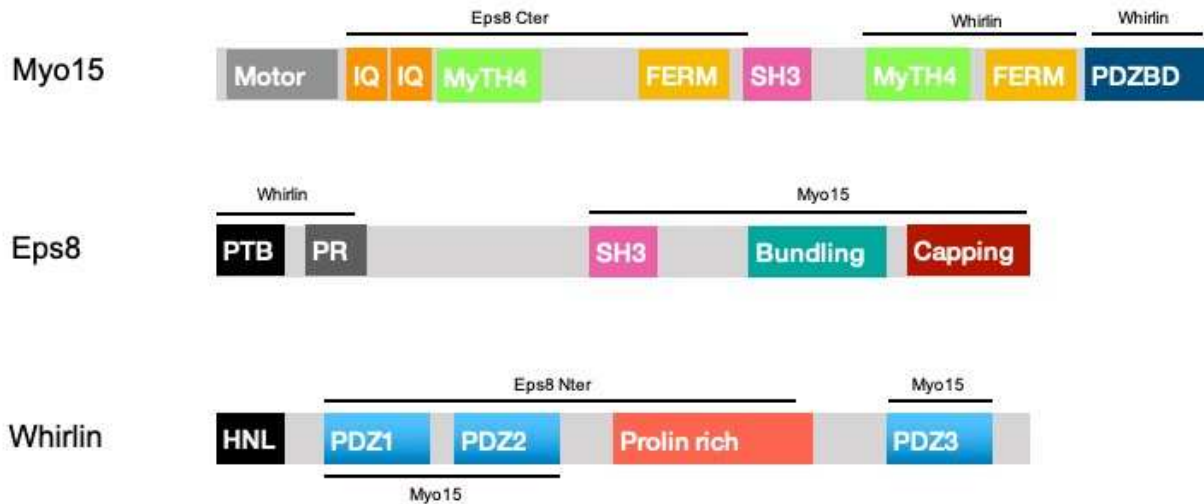 Eps8 Cter Whirlin Whirlin
Myo15 Motor IQ IQ MyTH4 FERM SH3 MyTH4 FERM PDZBD
Whirlin Myo15
Eps8 PTB PR SH3 Bundling Capping
Eps8 Nter Myo15
Whirlin HNL PDZ1 PDZ2 Prolin rich PDZ3
Myo15